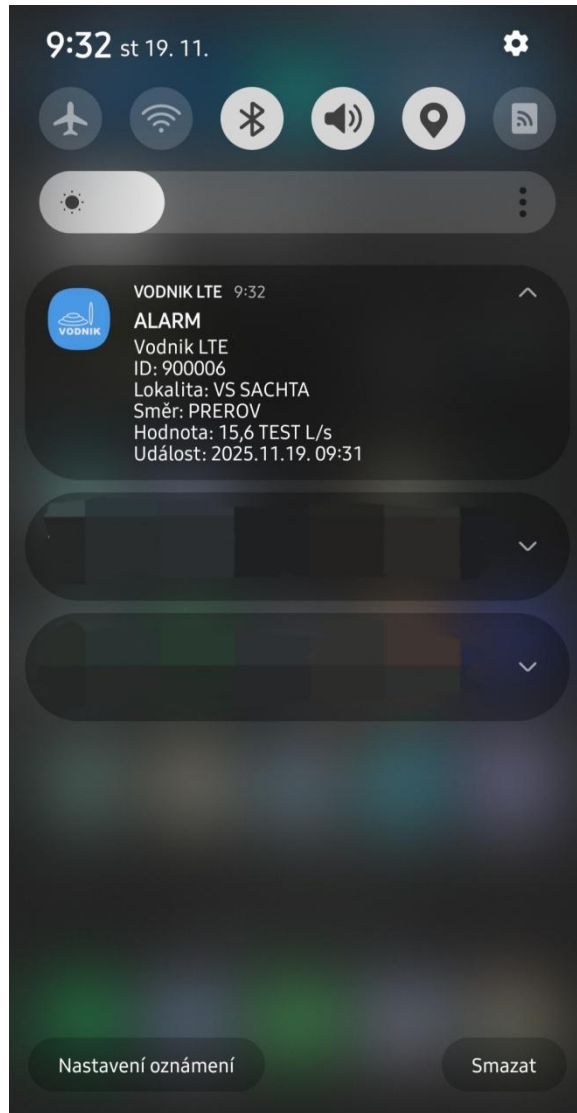 9:32 st 19. 11.
VODNIK LTE 9:32
ALARM
VODNIK
Vodnik LTE
ID: 900006
Lokalita: VS SACHTA
Směr: PREROV
Hodnota: 15,6 TEST L/s
Událost: 2025.11.19. 09:31
Nastavení oznámení
Smazat